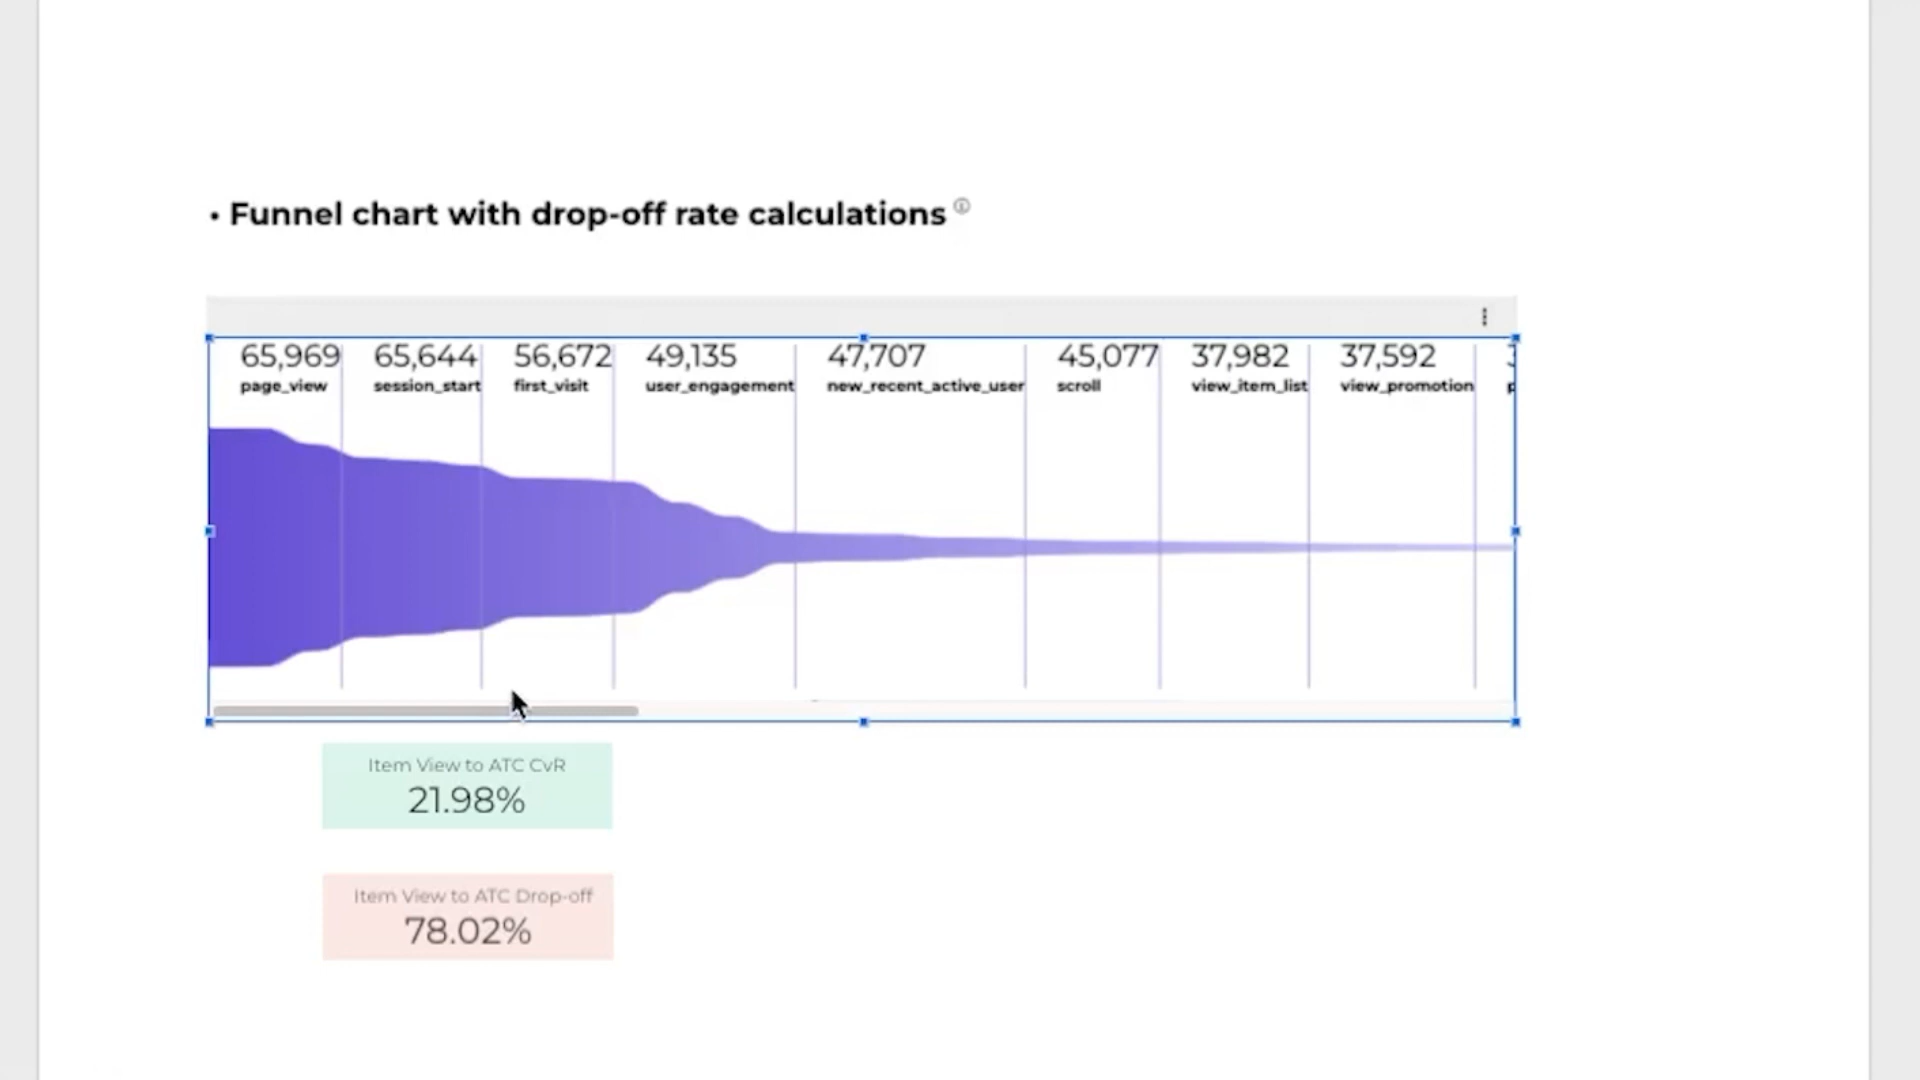 • Funnel chart with drop-off rate calculations
65,969 65,644 56,672 49,135 47,707 45,077 37,982 37,592
page_view session_start first_visit user_engagement new_recent_active_user scroll view_item_list view_promotion
Item View to ATC CvR
21.98%
Item View to ATC Drop-off
78.02%